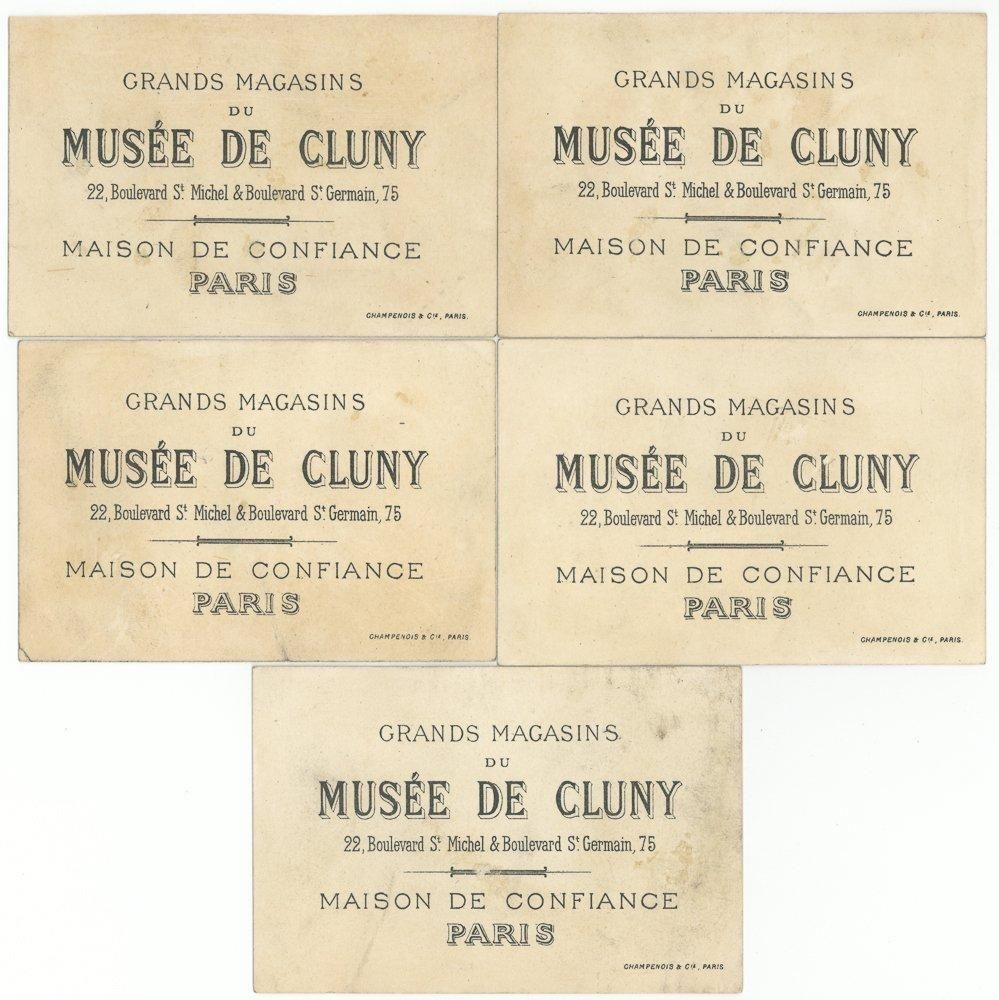 GRANDS MAGASINS
DU
MUSÉE DE CLUNY
22, Boulevard St Michel & Boulevard St Germain, 75
MAISON DE CONFIANCE
PARIS
CHAMPENOIS & Cie, PARIS.
GRANDS MAGASINS
DU
MUSÉE DE CLUNY
22, Boulevard St Michel & Boulevard St Germain, 75
MAISON DE CONFIANCE
PARIS
CHAMPENOIS & Cie, PARIS.
GRANDS MAGASINS
DU
MUSÉE DE CLUNY
22, Boulevard St Michel & Boulevard St Germain, 75
MAISON DE CONFIANCE
PARIS
CHAMPENOIS & Cie, PARIS.
GRANDS MAGASINS
DU
MUSÉE DE CLUNY
22, Boulevard St Michel & Boulevard St Germain, 75
MAISON DE CONFIANCE
PARIS
CHAMPENOIS & Cie, PARIS.
GRANDS MAGASINS
DU
MUSÉE DE CLUNY
22, Boulevard St Michel & Boulevard St Germain, 75
MAISON DE CONFIANCE
PARIS
CHAMPENOIS & Cie, PARIS